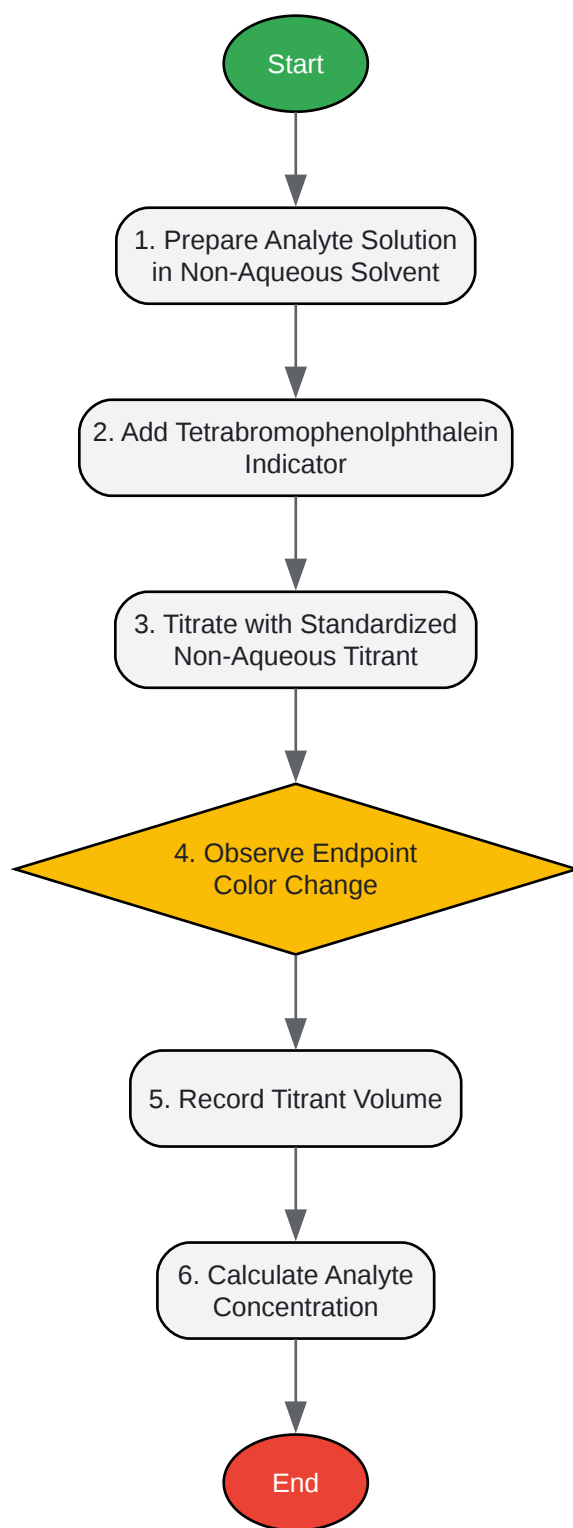 Start
1. Prepare Analyte Solution
in Non-Aqueous Solvent
2. Add Tetrabromophenolphthalein
Indicator
3. Titrate with Standardized
Non-Aqueous Titrant
4. Observe Endpoint
Color Change
5. Record Titrant Volume
6. Calculate Analyte
Concentration
End